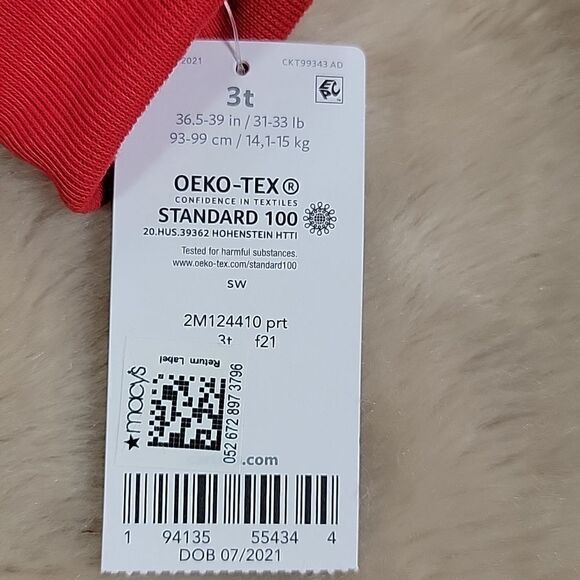 2021 CKT99343 AD
3t
36.5-39 in / 31-33 lb
93-99 cm / 14,1-15 kg
OEKO-TEX®
CONFIDENCE IN TEXTILES
STANDARD 100
20.HUS.39362 HOHENSTEIN HTTI
Tested for harmful substances.
www.oeko-tex.com/standard100
sw
2M124410 prt
3t f21
★macys
Return Label
052 672 897 3796
.com
1 94135 55434 4
DOB 07/2021